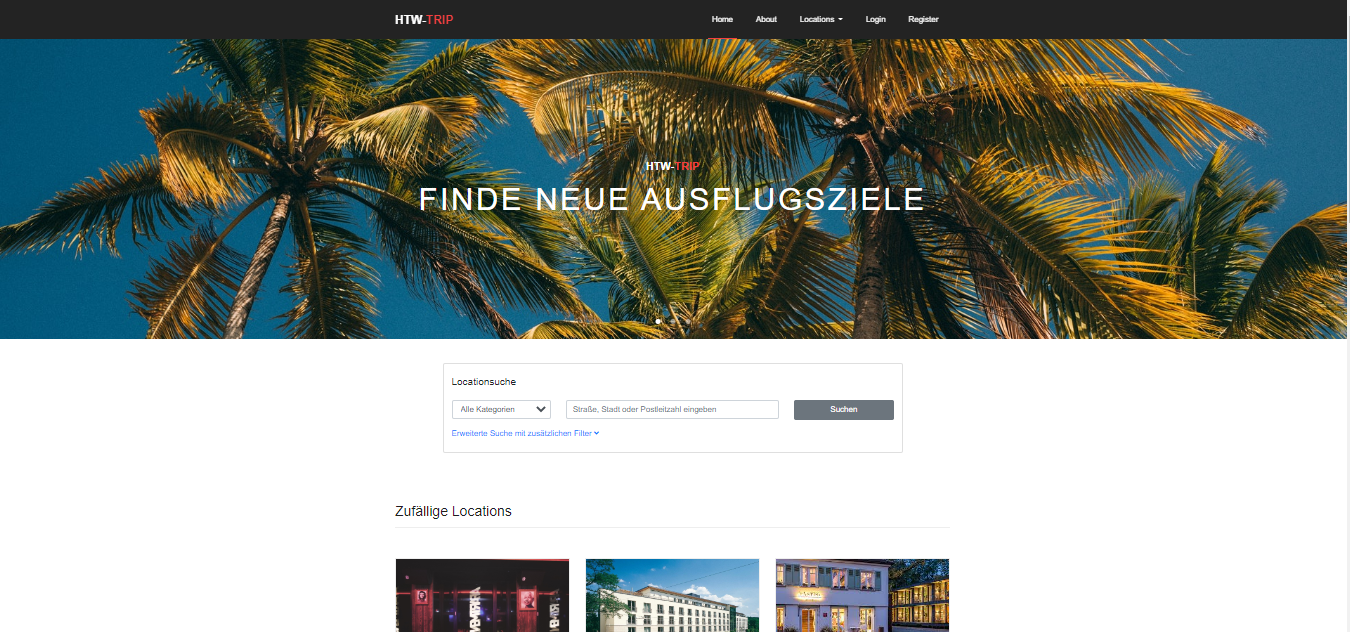 HTW-TRIP
Home About Locations Login Register
HTW-TRIP
FINDE NEUE AUSFLUGSZIELE
Locationsuche
Alle Kategorien
Straße, Stadt oder Postleitzahl eingeben
Suchen
Erweiterte Suche mit zusätzlichen Filter
Zufällige Locations